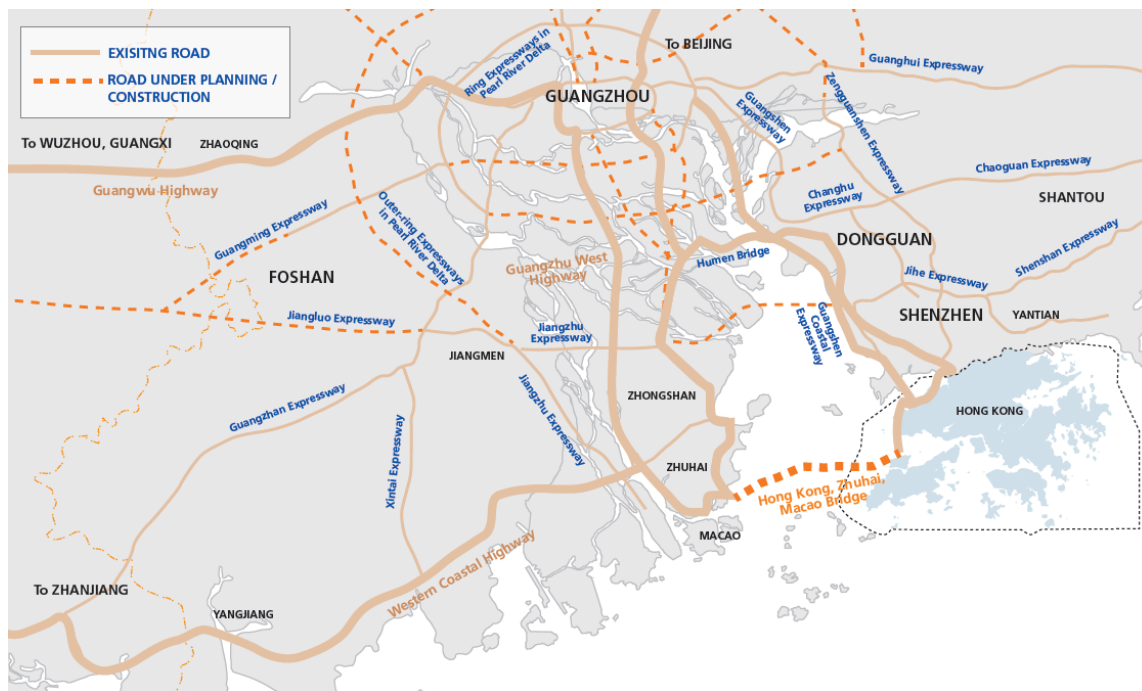 EXISITNG ROAD
ROAD UNDER PLANNING /
CONSTRUCTION
Ring Expressways in
Pearl River Delta
To BEIJING
Guanghui Expressway
GUANGZHOU
Guangshen
Expressway
Zengguanshen Expressway
To WUZHOU, GUANGXI
ZHAOQING
Guangwu Highway
Chaoguan Expressway
Changhu
Expressway
SHANTOU
Guangming Expressway
Outer-ring Expressways
in Pearl River Delta
DONGGUAN
Humen Bridge
Shenshan Expressway
FOSHAN
Guangzhu West
Highway
Jihe Expressway
Jiangluo Expressway
Jiangzhu
Expressway
Guangshen
Coastal
Expressway
SHENZHEN
YANTIAN
JIANGMEN
Jiangzhu Expressway
Guangzhan Expressway
ZHONGSHAN
HONG KONG
Xintai Expressway
ZHUHAI
Hong Kong, Zhuhai,
Macao Bridge
MACAO
Western Coastal Highway
To ZHANJIANG
YANGJIANG